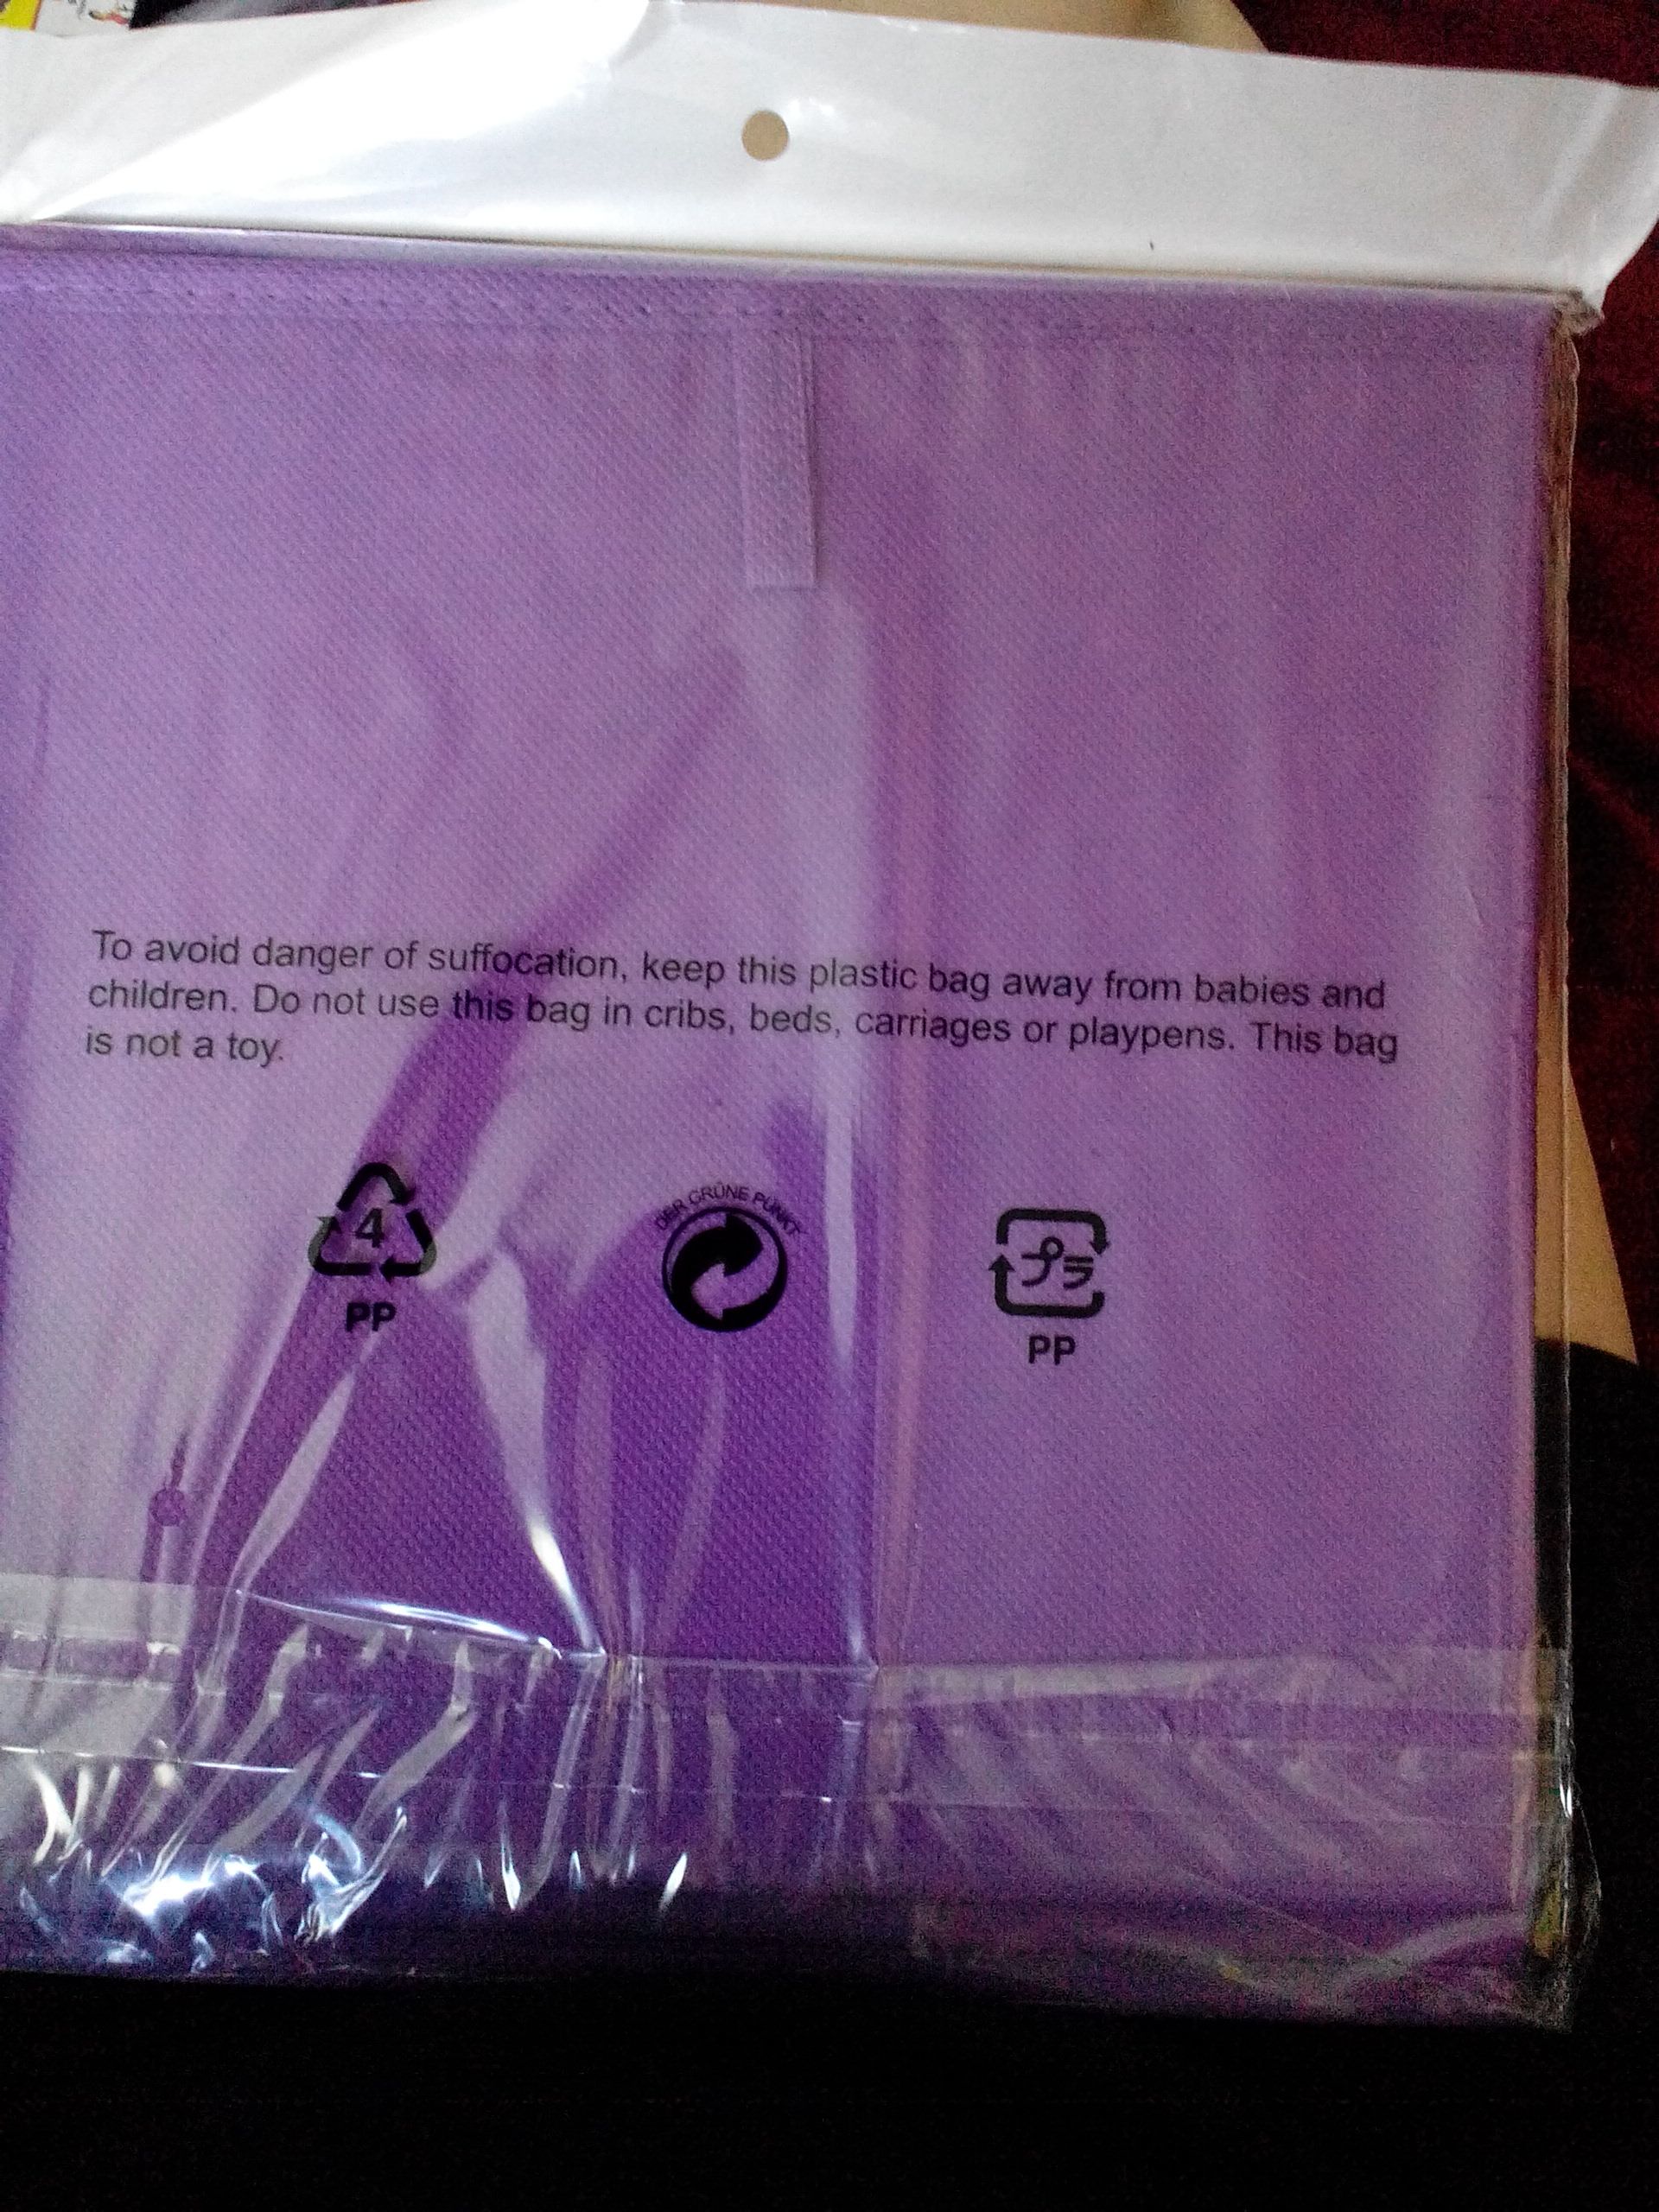 To avoid danger of suffocation, keep this plastic bag away from babies and
children. Do not use this bag in cribs, beds, carriages or playpens. This bag
is not a toy.
4
PP
DER GRÜNE PUNKT
プラ
PP